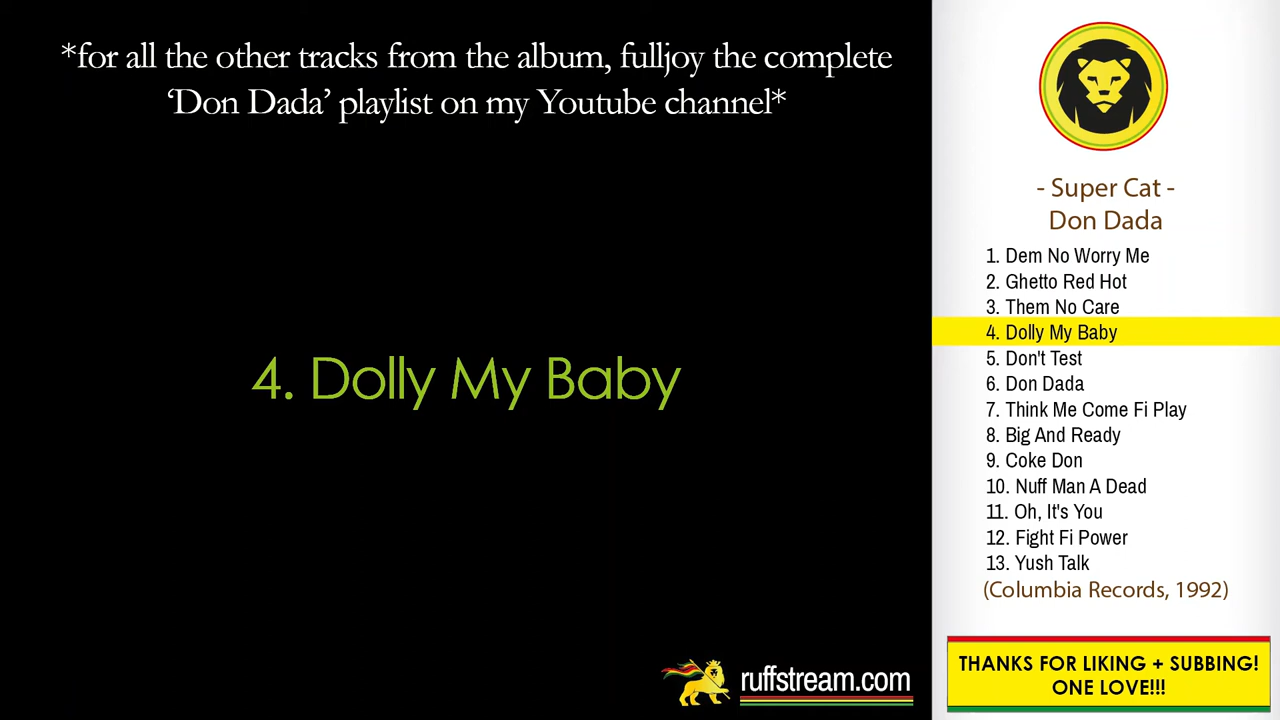 *for all the other tracks from the album, fulljoy the complete
‘Don Dada’ playlist on my Youtube channel*
4. Dolly My Baby
ruffstream.com
- Super Cat -
Don Dada
1. Dem No Worry Me
2. Ghetto Red Hot
3. Them No Care
4. Dolly My Baby
5. Don't Test
6. Don Dada
7. Think Me Come Fi Play
8. Big And Ready
9. Coke Don
10. Nuff Man A Dead
11. Oh, It's You
12. Fight Fi Power
13. Yush Talk
(Columbia Records, 1992)
THANKS FOR LIKING + SUBBING!
ONE LOVE!!!